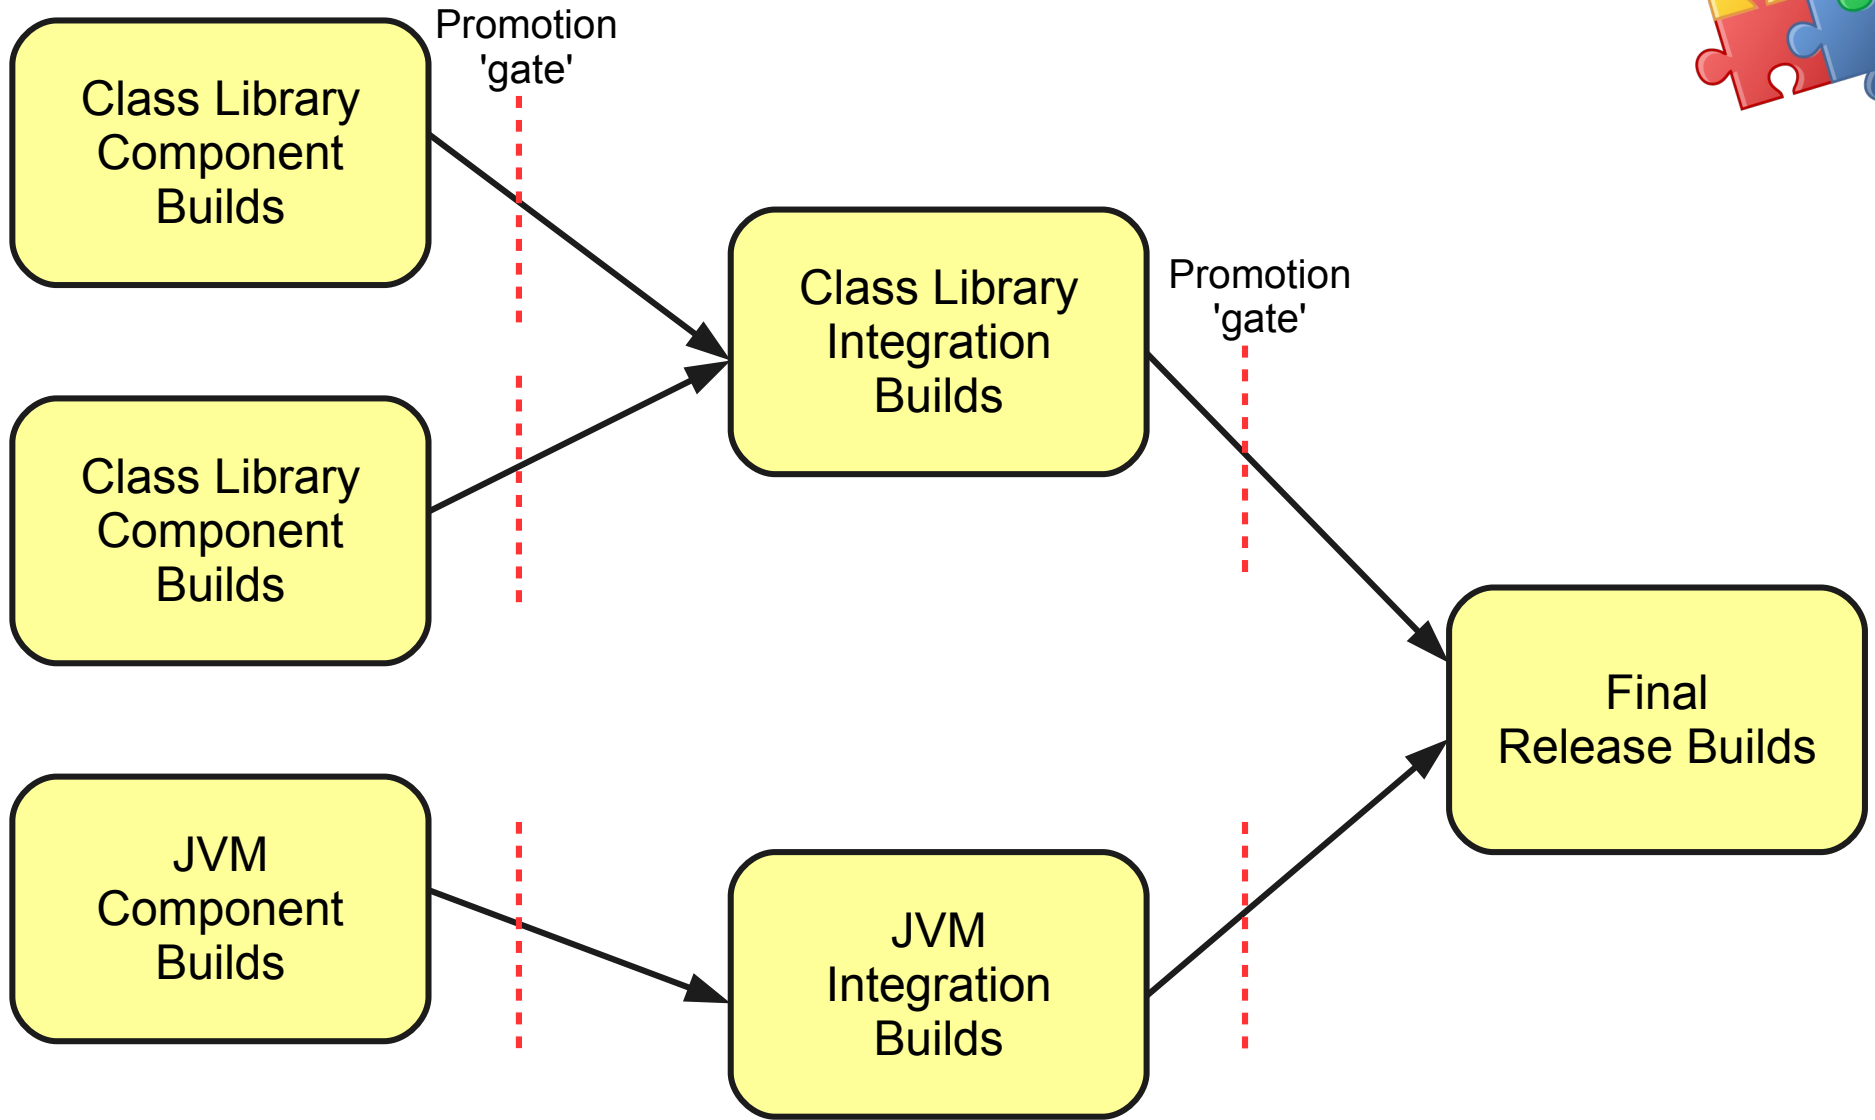 Promotion
'gate'
Class Library
Component
Builds
Class Library
Integration
Builds
Promotion
'gate'
Class Library
Component
Builds
Final
Release Builds
JVM
Component
Builds
JVM
Integration
Builds